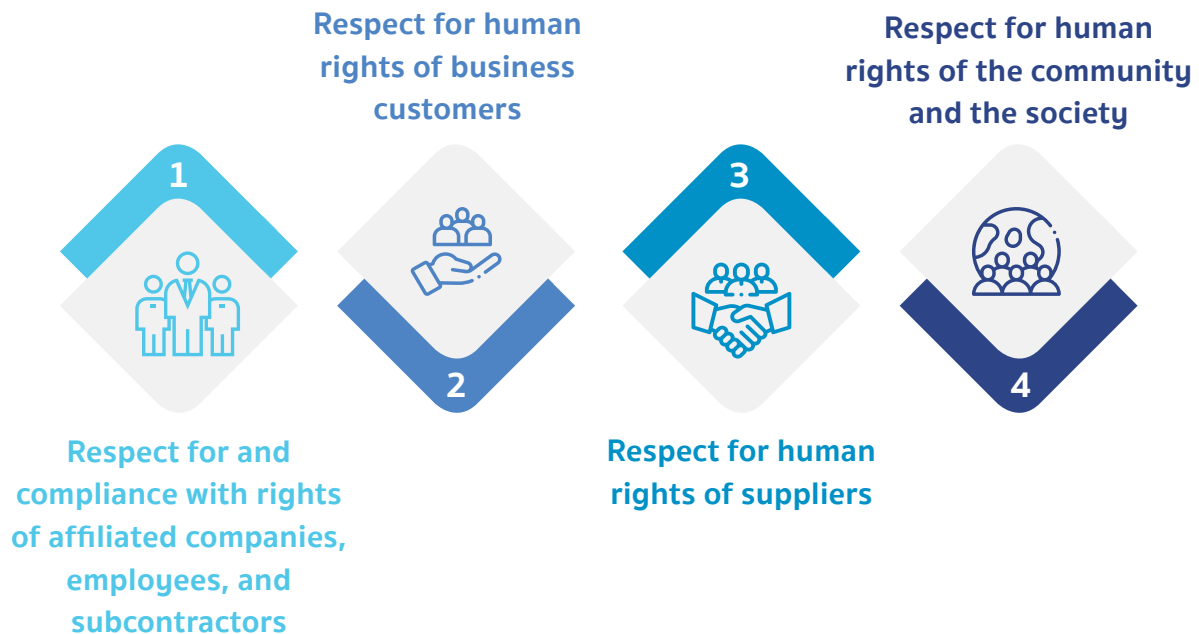 1
Respect for and
compliance with rights
of affiliated companies,
employees, and
subcontractors
Respect for human
rights of business
customers
2
3
Respect for human
rights of suppliers
Respect for human
rights of the community
and the society
4